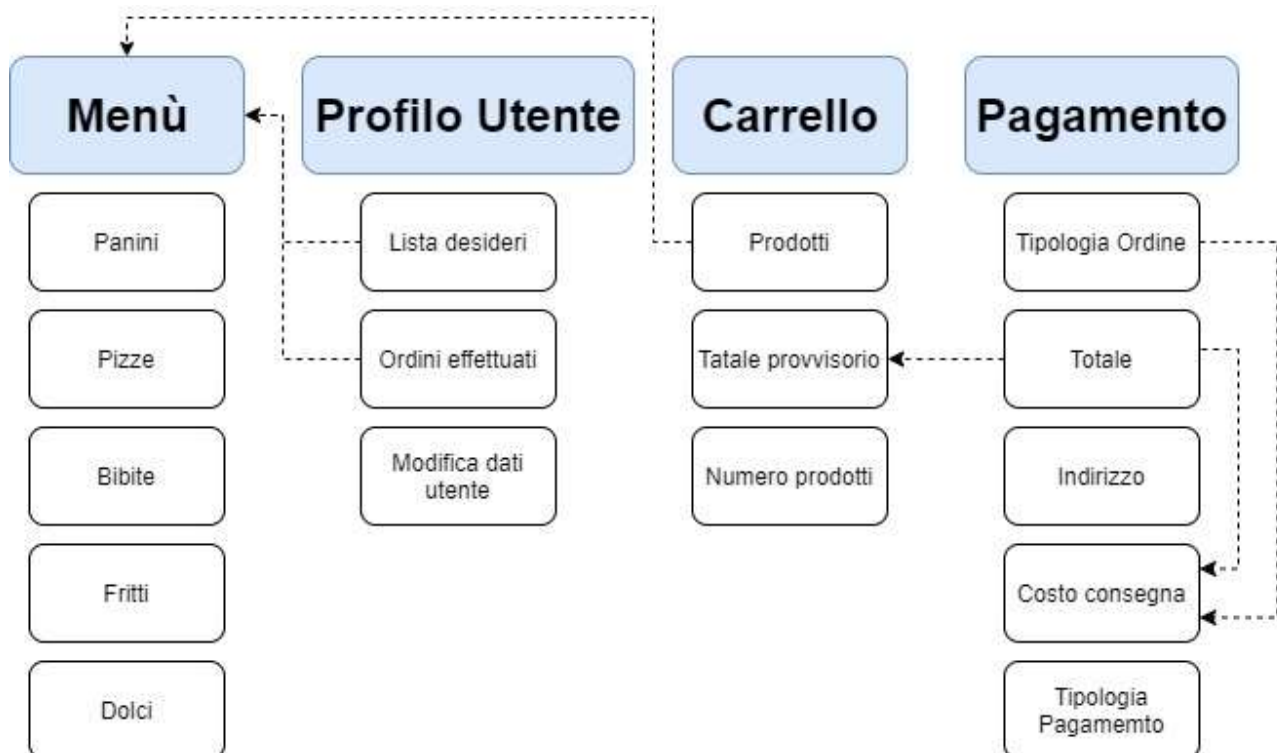 Menù
Profilo Utente
Carrello
Pagamento
Panini
Lista desideri
Prodotti
Tipologia Ordine
Pizze
Ordini effettuati
Tatale provvisorio
Totale
Bibite
Modifica dati
utente
Numero prodotti
Indirizzo
Fritti
Costo consegna
Dolci
Tipologia
Pagamemto